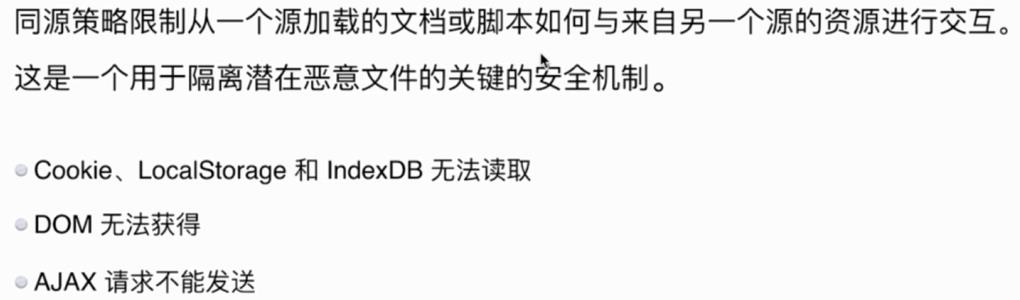 同源策略限制从一个源加载的文档或脚本如何与来自另一个源的资源进行交互。
这是一个用于隔离潜在恶意文件的关键的安全机制。
Cookie、LocalStorage 和 IndexDB 无法读取
DOM 无法获得
AJAX 请求不能发送